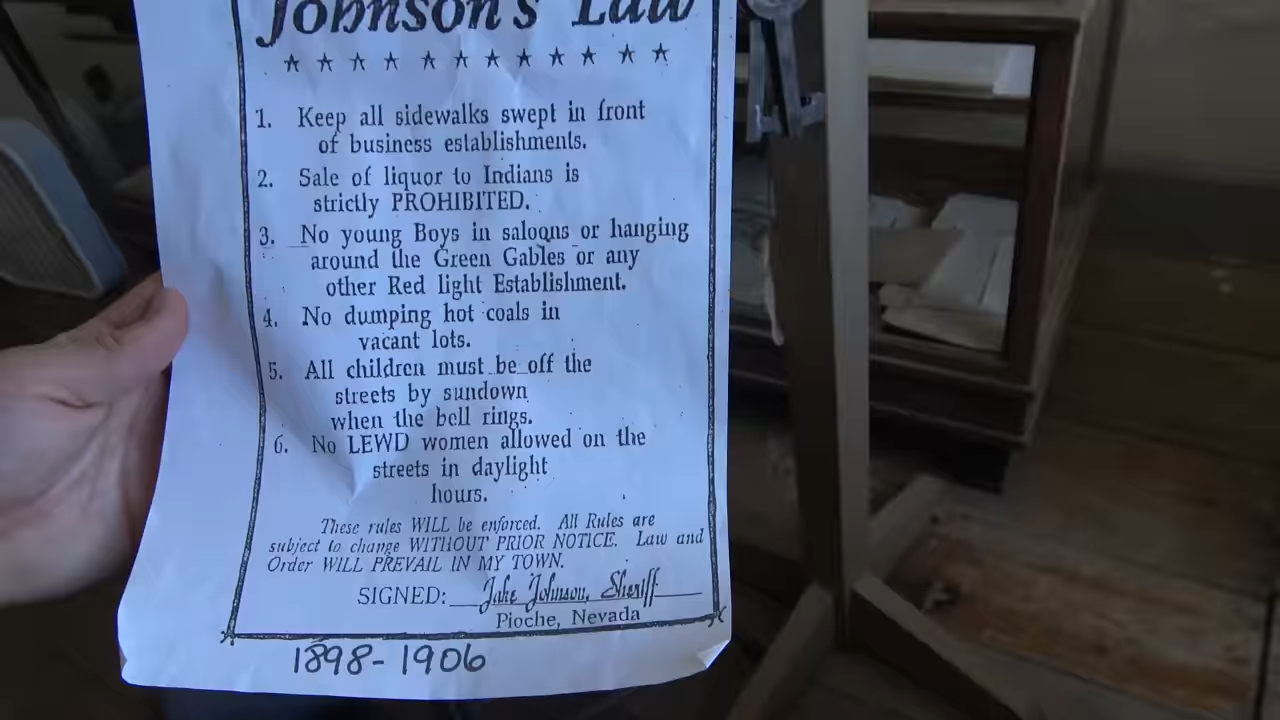 Johnson's Law
1. Keep all sidewalks swept in front
of business establishments.
2. Sale of liquor to Indians is
strictly PROHIBITED.
3. No young Boys in saloons or hanging
around the Green Gables or any
other Red light Establishment.
4. No dumping hot coals in
vacant lots.
5. All children must be off the
streets by sundown
when the bell rings.
6. No LEWD women allowed on the
streets in daylight
hours.
These rules WILL be enforced. All Rules are
subject to change WITHOUT PRIOR NOTICE. Law and
Order WILL PREVAIL IN MY TOWN.
SIGNED: Jake Johnson, Sheriff
Pioche, Nevada
1898-1906